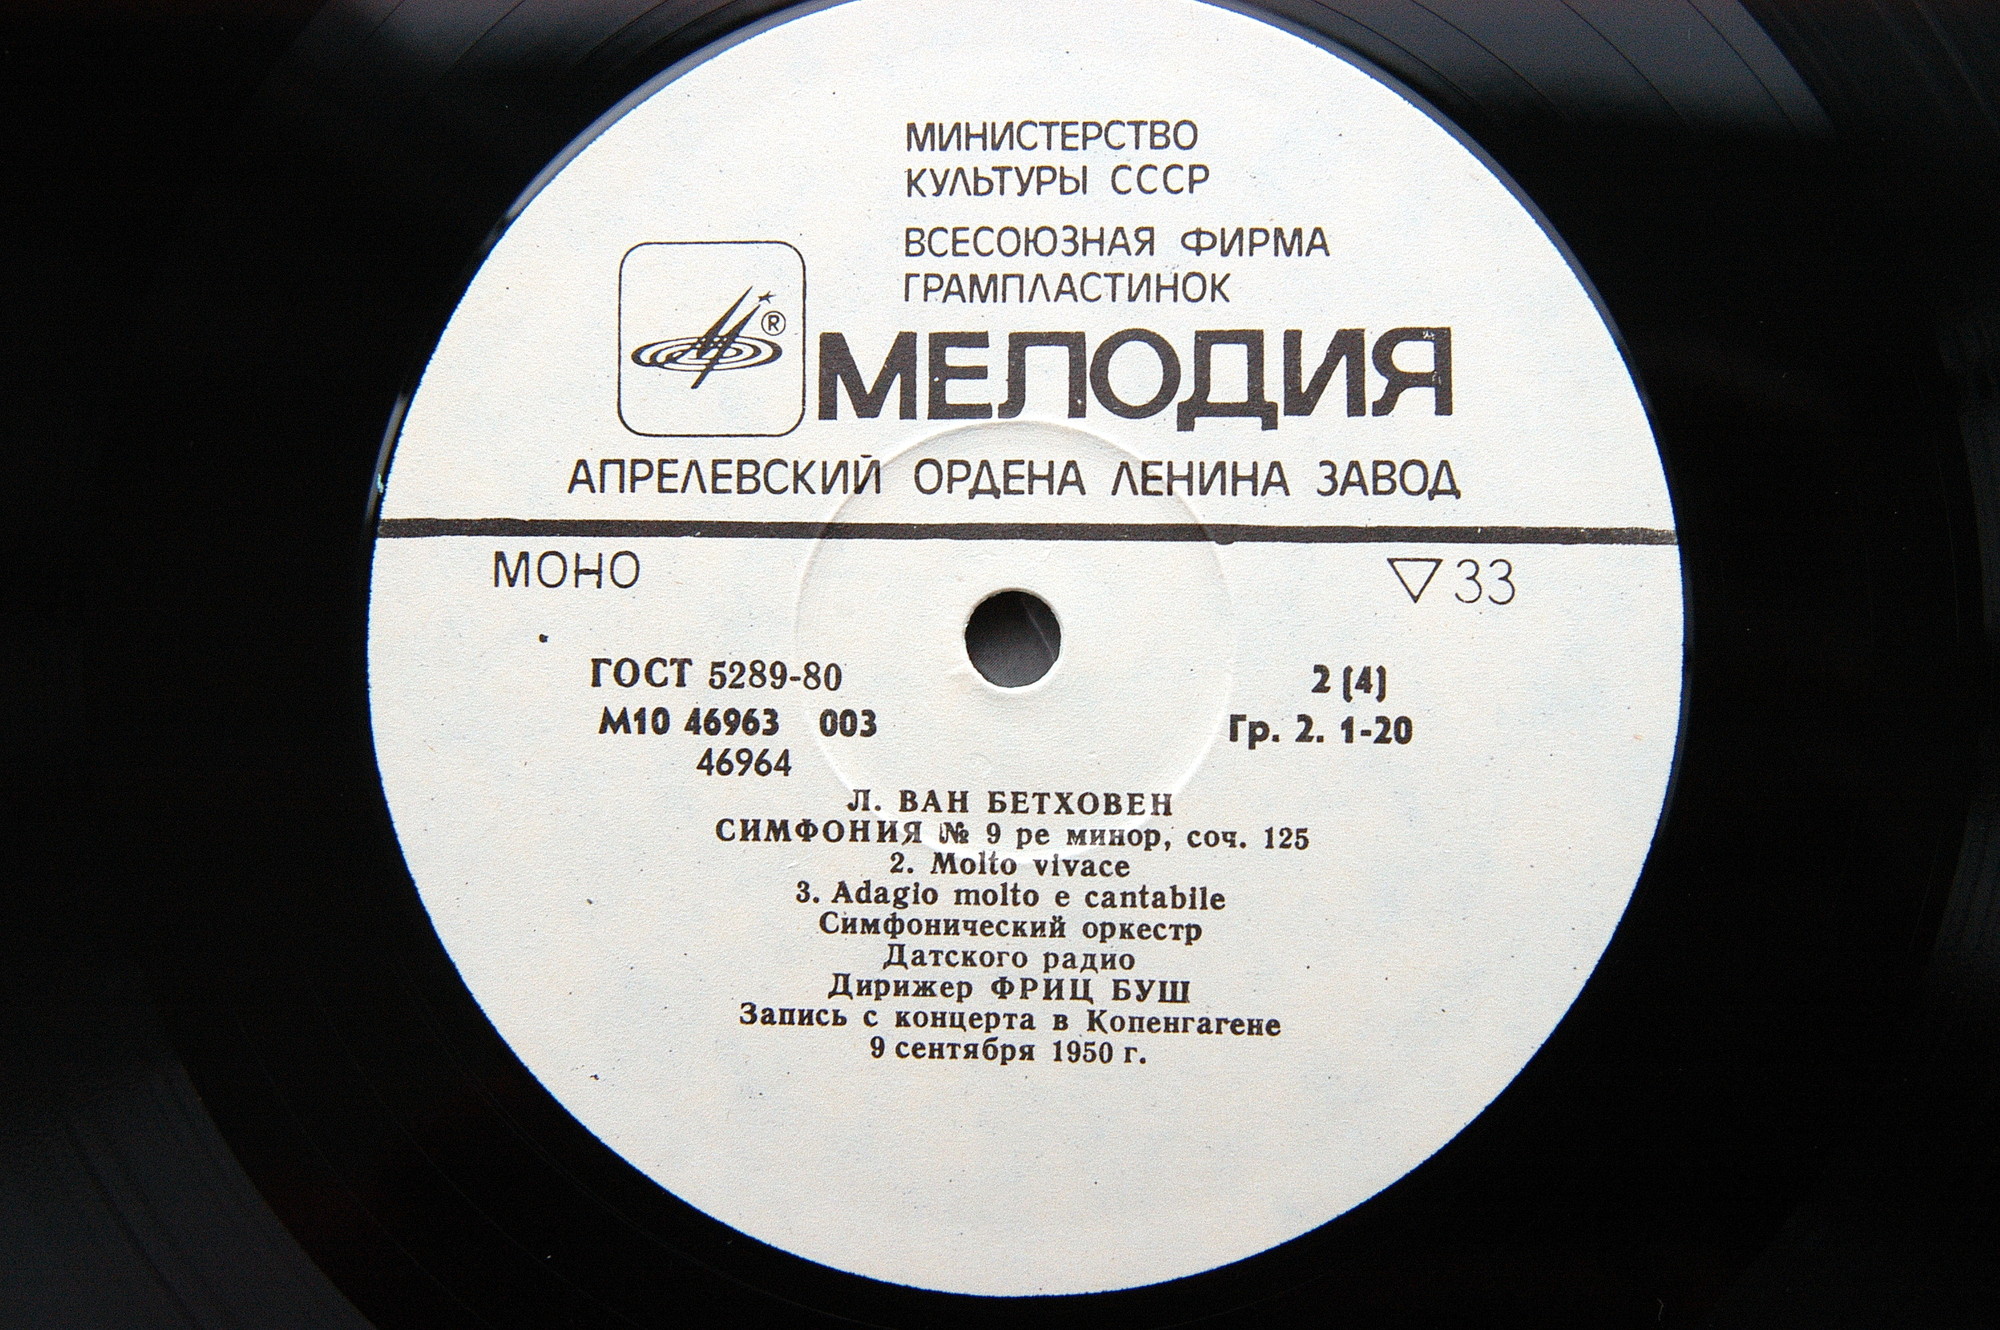 МИНИСТЕРСТВО
КУЛЬТУРЫ СССР
ВСЕСОЮЗНАЯ ФИРМА
ГРАМПЛАСТИНОК
®
МЕЛОДИЯ
АПРЕЛЕВСКИЙ ОРДЕНА ЛЕНИНА ЗАВОД
МОНО ▽33
ГОСТ 5289-80 2 (4)
М10 46963 003 Гр. 2. 1-20
46964
Л. ВАН БЕТХОВЕН
СИМФОНИЯ № 9 ре минор, соч. 125
2. Molto vivace
3. Adagio molto e cantabile
Симфонический оркестр
Датского радио
Дирижер ФРИЦ БУШ
Запись с концерта в Копенгагене
9 сентября 1950 г.